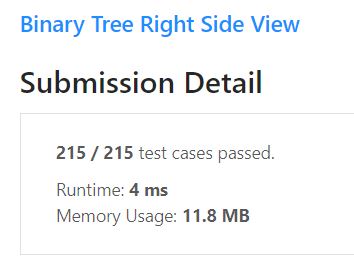 Binary Tree Right Side View
Submission Detail
215 / 215 test cases passed.
Runtime: 4 ms
Memory Usage: 11.8 MB